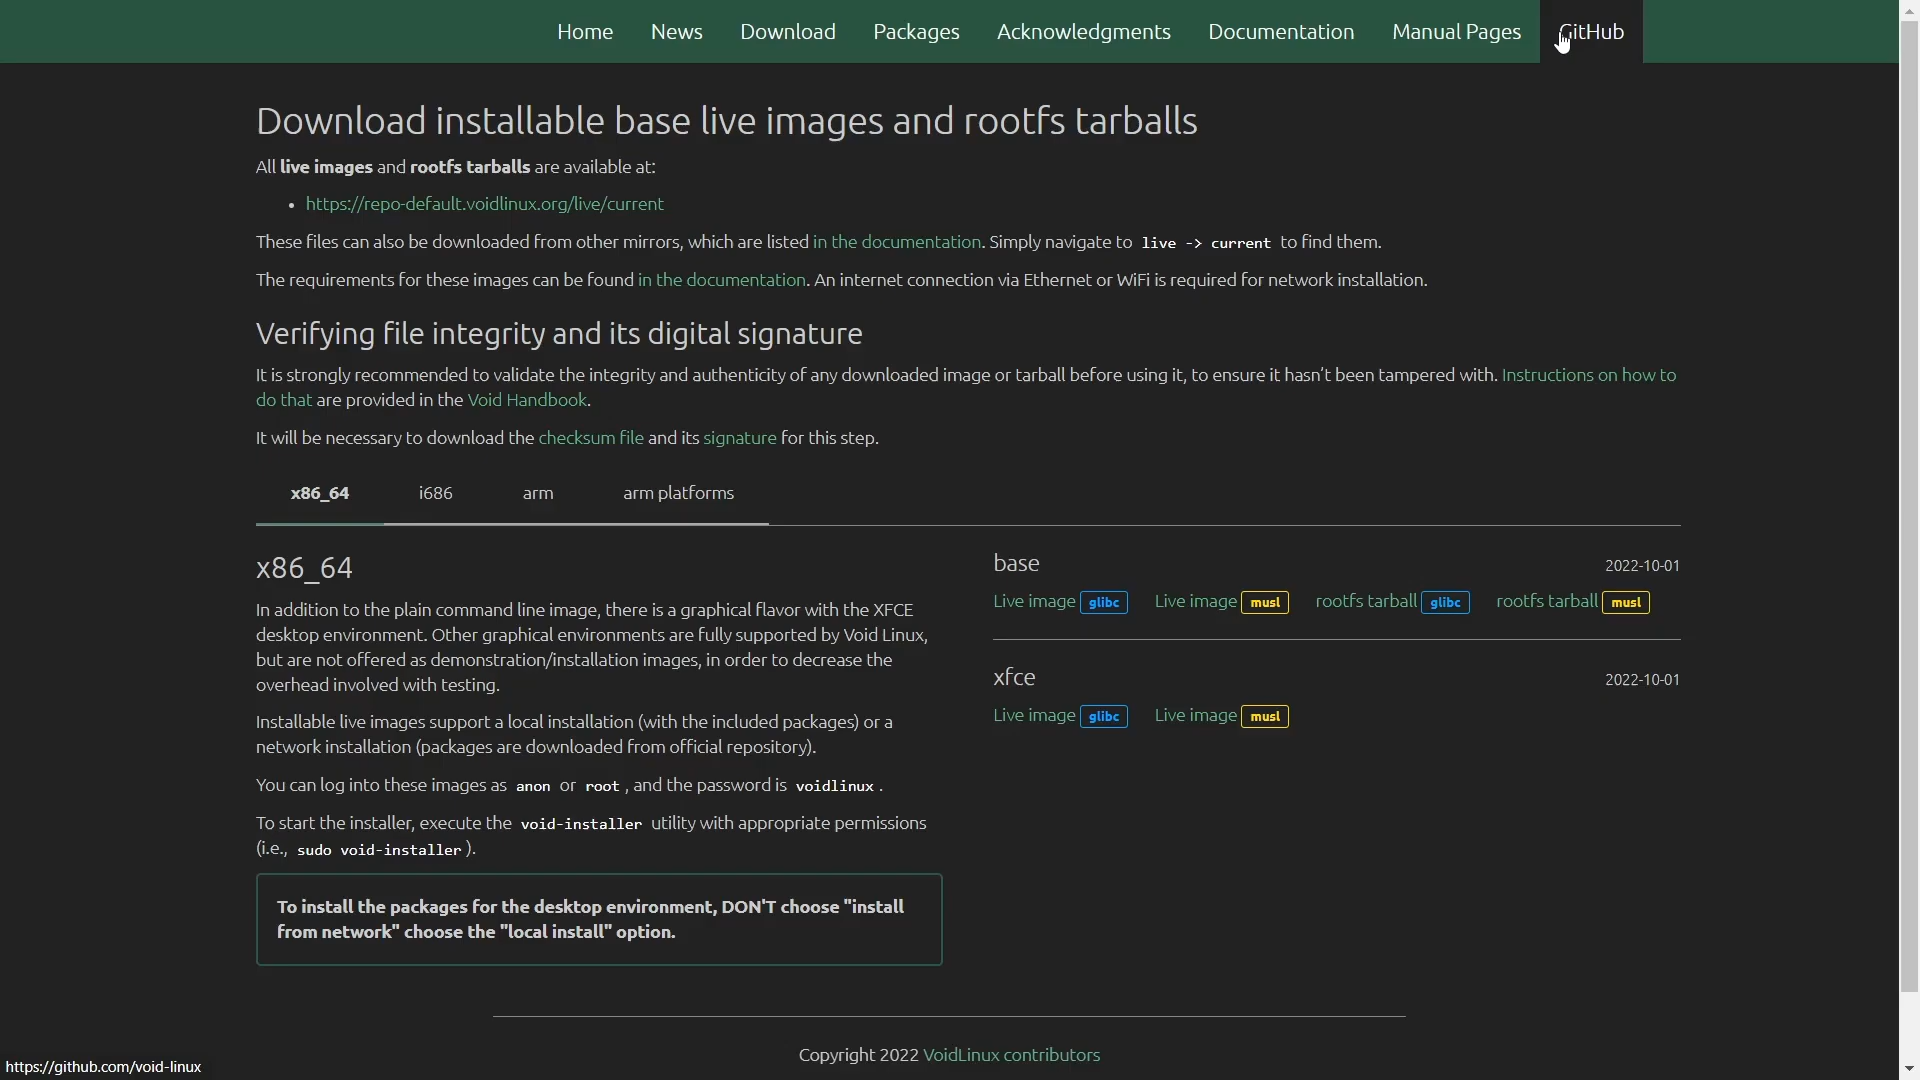 Home News Download Packages Acknowledgments Documentation Manual Pages GitHub
Download installable base live images and rootfs tarballs
All live images and rootfs tarballs are available at:
• https://repo-default.voidlinux.org/live/current
These files can also be downloaded from other mirrors, which are listed in the documentation. Simply navigate to live -> current to find them.
The requirements for these images can be found in the documentation. An internet connection via Ethernet or WiFi is required for network installation.
Verifying file integrity and its digital signature
It is strongly recommended to validate the integrity and authenticity of any downloaded image or tarball before using it, to ensure it hasn’t been tampered with. Instructions on how to
do that are provided in the Void Handbook.
It will be necessary to download the checksum file and its signature for this step.
x86_64 i686 arm arm platforms
x86_64
In addition to the plain command line image, there is a graphical flavor with the XFCE
desktop environment. Other graphical environments are fully supported by Void Linux,
but are not offered as demonstration/installation images, in order to decrease the
overhead involved with testing.
Installable live images support a local installation (with the included packages) or a
network installation (packages are downloaded from official repository).
You can log into these images as anon or root , and the password is voidlinux .
To start the installer, execute the void-installer utility with appropriate permissions
(i.e., sudo void-installer ).
To install the packages for the desktop environment, DON'T choose "install
from network" choose the "local install" option.
base 2022-10-01
Live image glibc Live image musl rootfs tarball glibc rootfs tarball musl
xfce 2022-10-01
Live image glibc Live image musl
Copyright 2022 VoidLinux contributors
https://github.com/void-linux